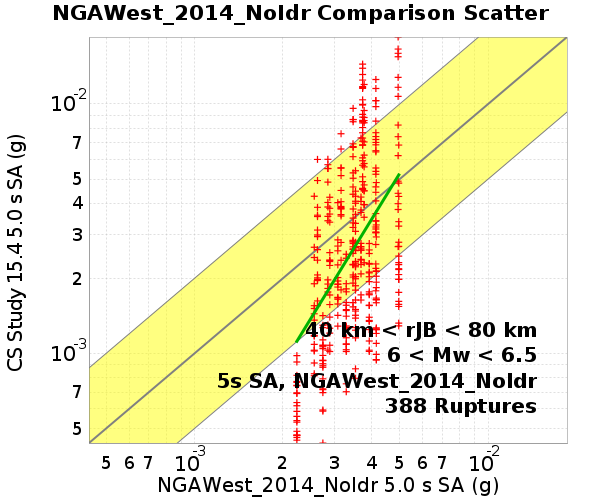 NGAWest_2014_NoIdr Comparison Scatter
CS Study 15.4 5.0 s SA (g)
10-2
7
5
4
3
2
10-3
7
5
40 km < rJB < 80 km
6 < Mw < 6.5
5s SA, NGAWest_2014_NoIdr
388 Ruptures
5 6 7 10-3 2 3 4 5 6 7 10-2
NGAWest_2014_NoIdr 5.0 s SA (g)